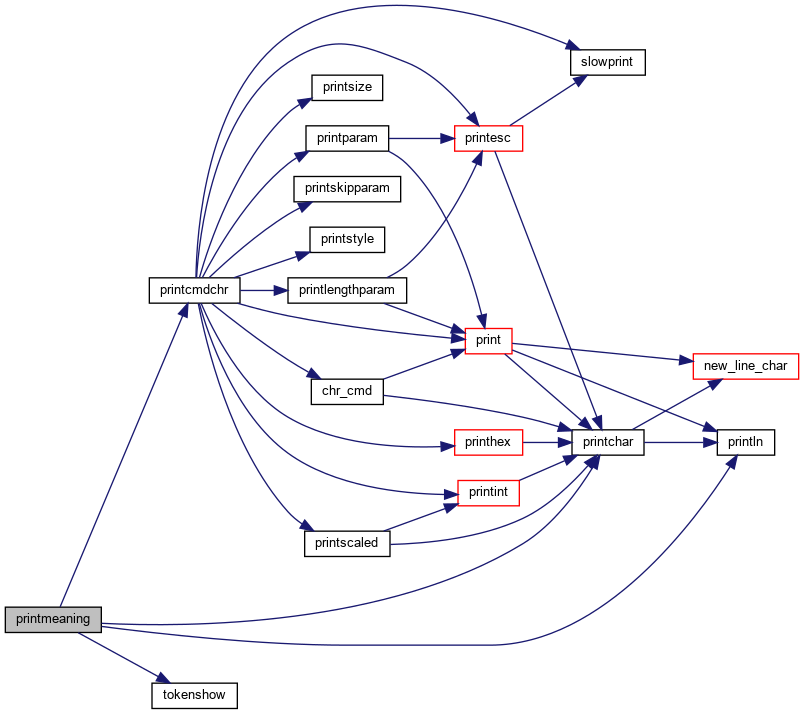 slowprint
printsize
printparam
printesc
printskipparam
printstyle
printcmdchr
printlengthparam
print
new_line_char
chr_cmd
printhex
printchar
println
printint
printscaled
printmeaning
tokenshow